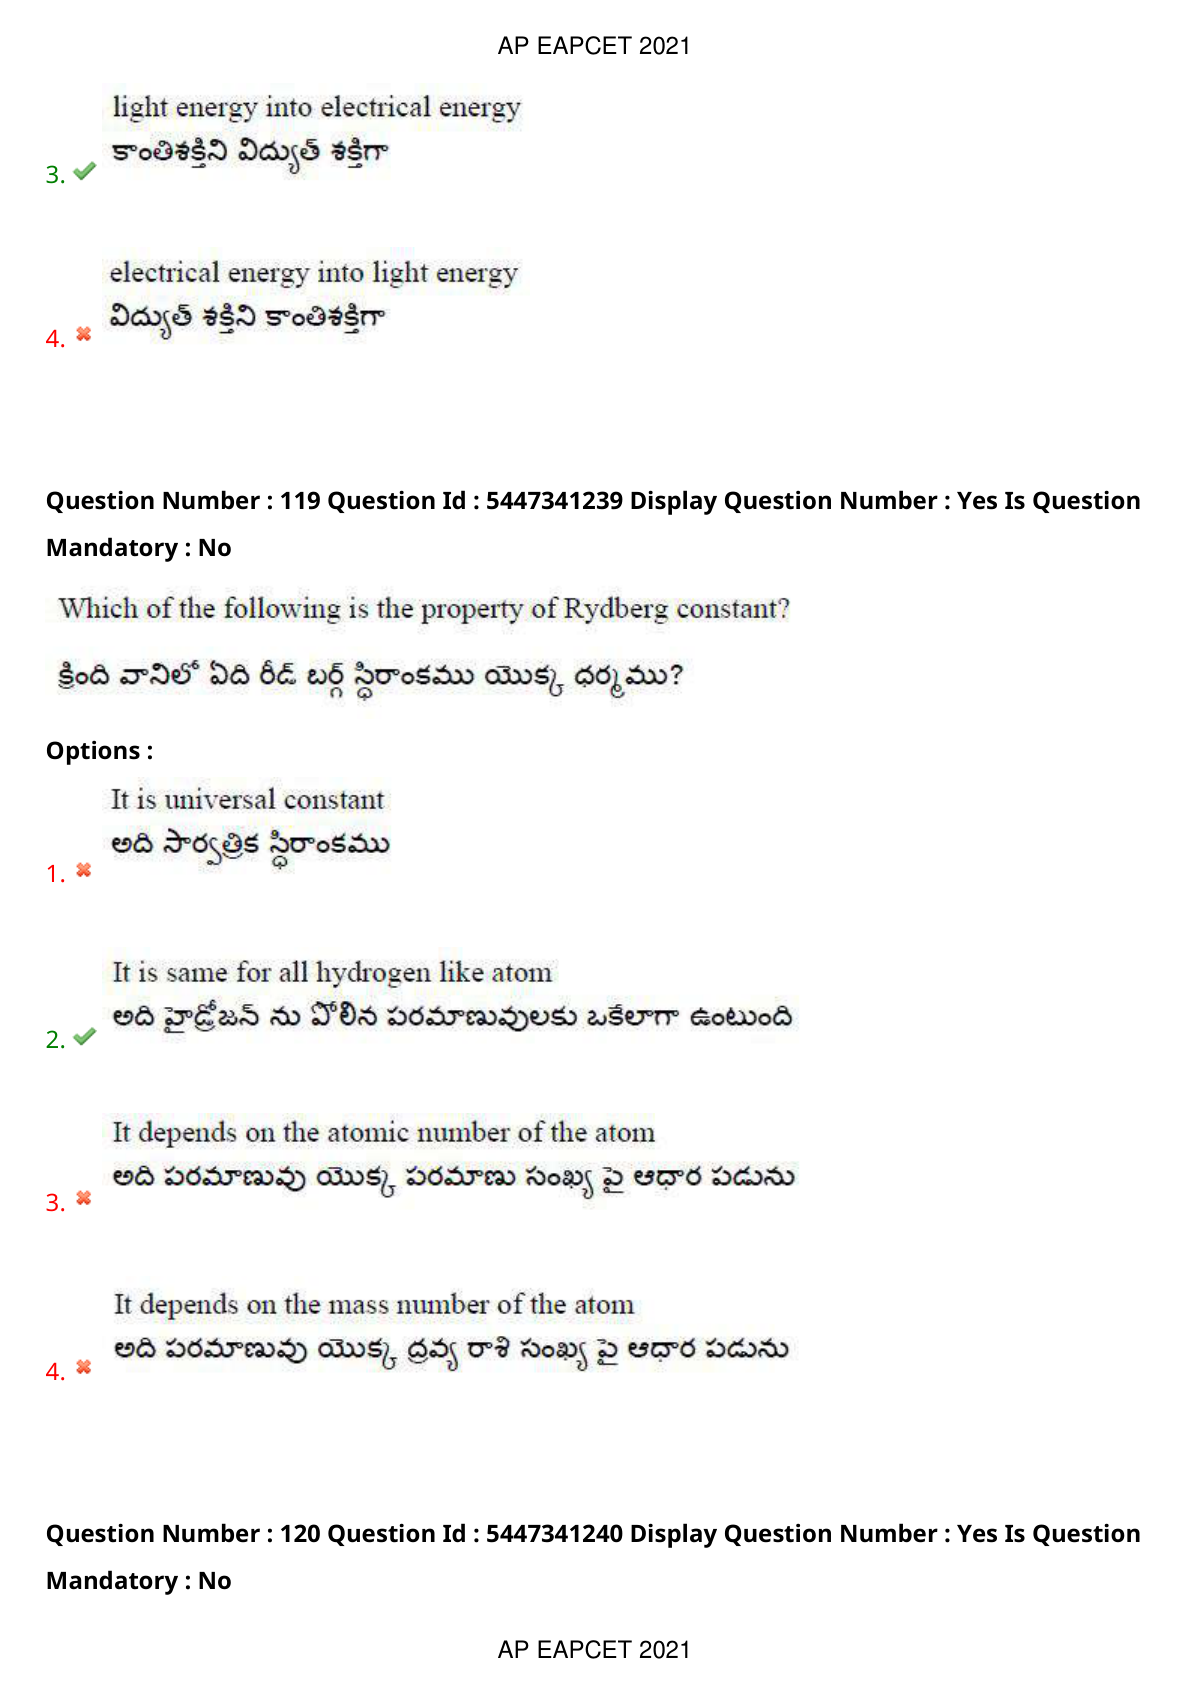 AP EAPCET 2021
light energy into electrical energy
కాంతిశక్తిని విద్యుత్ శక్తిగా
3.
electrical energy into light energy
విద్యుత్ శక్తిని కాంతిశక్తిగా
4.
Question Number : 119 Question Id : 5447341239 Display Question Number : Yes Is Question
Mandatory : No
Which of the following is the property of Rydberg constant?
క్రింది వానిలో ఏది రీడ్ బర్గ్ స్థిరాంకము యొక్క ధర్మము?
Options :
It is universal constant
అది సార్వత్రిక స్థిరాంకము
1.
It is same for all hydrogen like atom
అది హైడ్రోజన్ ను పోలిన పరమాణువులకు ఒకేలాగా ఉంటుంది
2.
It depends on the atomic number of the atom
అది పరమాణువు యొక్క పరమాణు సంఖ్య పై ఆధార పడును
3.
It depends on the mass number of the atom
అది పరమాణువు యొక్క ద్రవ్య రాశి సంఖ్య పై ఆధార పడును
4.
Question Number : 120 Question Id : 5447341240 Display Question Number : Yes Is Question
Mandatory : No
AP EAPCET 2021